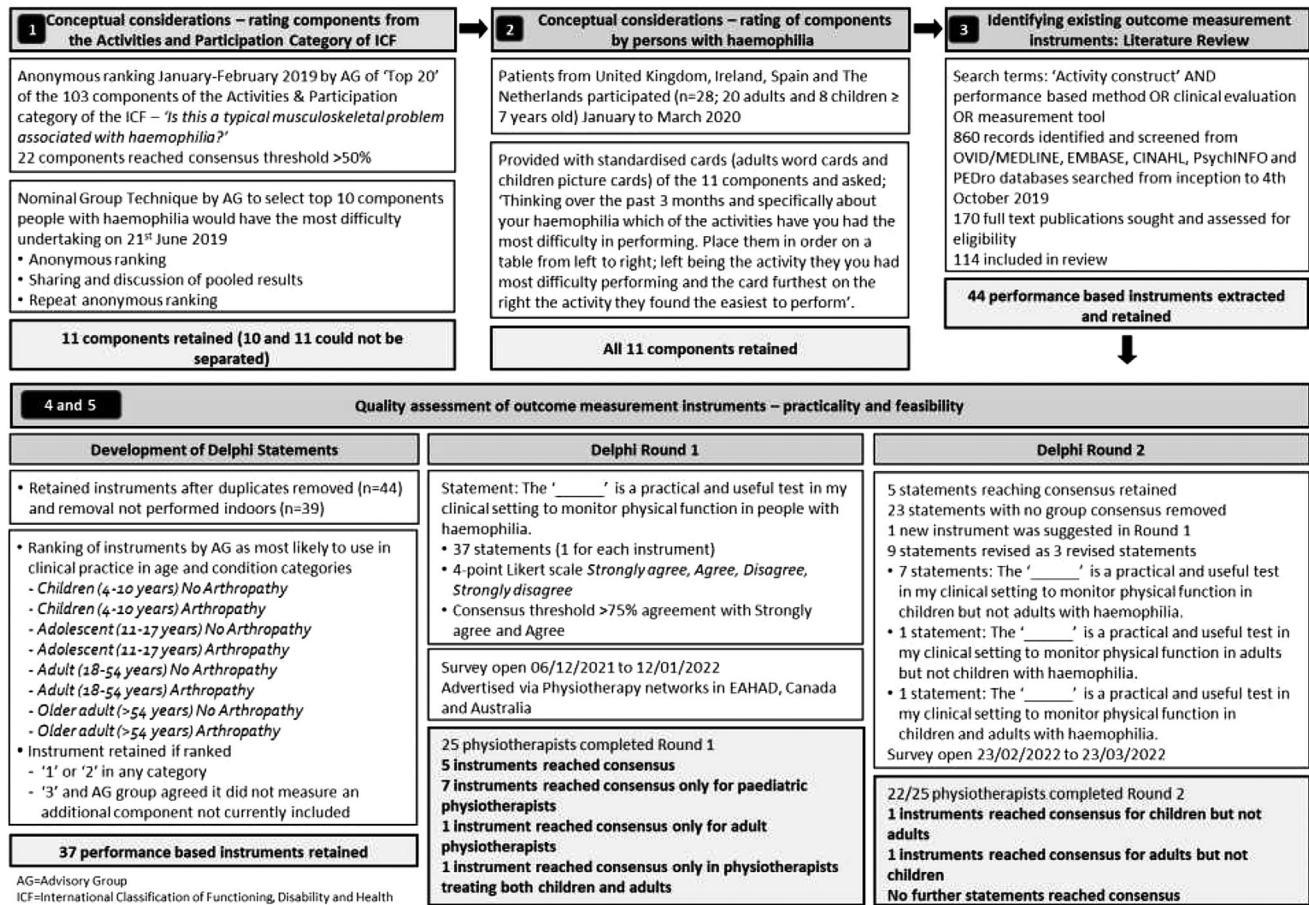 1
Conceptual considerations – rating components from
the Activities and Participation Category of ICF
Anonymous ranking January-February 2019 by AG of ‘Top 20’
of the 103 components of the Activities & Participation
category of the ICF – ‘Is this a typical musculoskeletal problem
associated with haemophilia?’
22 components reached consensus threshold >50%
Nominal Group Technique by AG to select top 10 components
people with haemophilia would have the most difficulty
undertaking on 21st June 2019
• Anonymous ranking
• Sharing and discussion of pooled results
• Repeat anonymous ranking
11 components retained (10 and 11 could not be
separated)
2
Conceptual considerations – rating of components
by persons with haemophilia
Patients from United Kingdom, Ireland, Spain and The
Netherlands participated (n=28; 20 adults and 8 children ≥
7 years old) January to March 2020
Provided with standardised cards (adults word cards and
children picture cards) of the 11 components and asked;
‘Thinking over the past 3 months and specifically about
your haemophilia which of the activities have you had the
most difficulty in performing. Place them in order on a
table from left to right; left being the activity they you had
most difficulty performing and the card furthest on the
right the activity they found the easiest to perform’.
All 11 components retained
3
Identifying existing outcome measurement
instruments: Literature Review
Search terms: ‘Activity construct’ AND
performance based method OR clinical evaluation
OR measurement tool
860 records identified and screened from
OVID/MEDLINE, EMBASE, CINAHL, PsychINFO and
PEDro databases searched from inception to 4th
October 2019
170 full text publications sought and assessed for
eligibility
114 included in review
44 performance based instruments extracted
and retained
4 and 5
Quality assessment of outcome measurement instruments – practicality and feasibility
Development of Delphi Statements
• Retained instruments after duplicates removed (n=44)
and removal not performed indoors (n=39)
• Ranking of instruments by AG as most likely to use in
clinical practice in age and condition categories
- Children (4-10 years) No Arthropathy
- Children (4-10 years) Arthropathy
- Adolescent (11-17 years) No Arthropathy
- Adolescent (11-17 years) Arthropathy
- Adult (18-54 years) No Arthropathy
- Adult (18-54 years) Arthropathy
- Older adult (>54 years) No Arthropathy
- Older adult (>54 years) Arthropathy
• Instrument retained if ranked
- ‘1’ or ‘2’ in any category
- ‘3’ and AG group agreed it did not measure an
additional component not currently included
37 performance based instruments retained
AG=Advisory Group
ICF=International Classification of Functioning, Disability and Health
Delphi Round 1
Statement: The ‘______’ is a practical and useful test in my
clinical setting to monitor physical function in people with
haemophilia.
• 37 statements (1 for each instrument)
• 4-point Likert scale Strongly agree, Agree, Disagree,
Strongly disagree
• Consensus threshold >75% agreement with Strongly
agree and Agree
Survey open 06/12/2021 to 12/01/2022
Advertised via Physiotherapy networks in EAHAD, Canada
and Australia
25 physiotherapists completed Round 1
5 instruments reached consensus
7 instruments reached consensus only for paediatric
physiotherapists
1 instrument reached consensus only for adult
physiotherapists
1 instrument reached consensus only in physiotherapists
treating both children and adults
Delphi Round 2
5 statements reaching consensus retained
23 statements with no group consensus removed
1 new instrument was suggested in Round 1
9 statements revised as 3 revised statements
• 7 statements: The ‘______’ is a practical and useful test
in my clinical setting to monitor physical function in
children but not adults with haemophilia.
• 1 statement: The ‘______’ is a practical and useful test in
my clinical setting to monitor physical function in adults
but not children with haemophilia.
• 1 statement: The ‘______’ is a practical and useful test in
my clinical setting to monitor physical function in
children and adults with haemophilia.
Survey open 23/02/2022 to 23/03/2022
22/25 physiotherapists completed Round 2
1 instruments reached consensus for children but not
adults
1 instruments reached consensus for adults but not
children
No further statements reached consensus